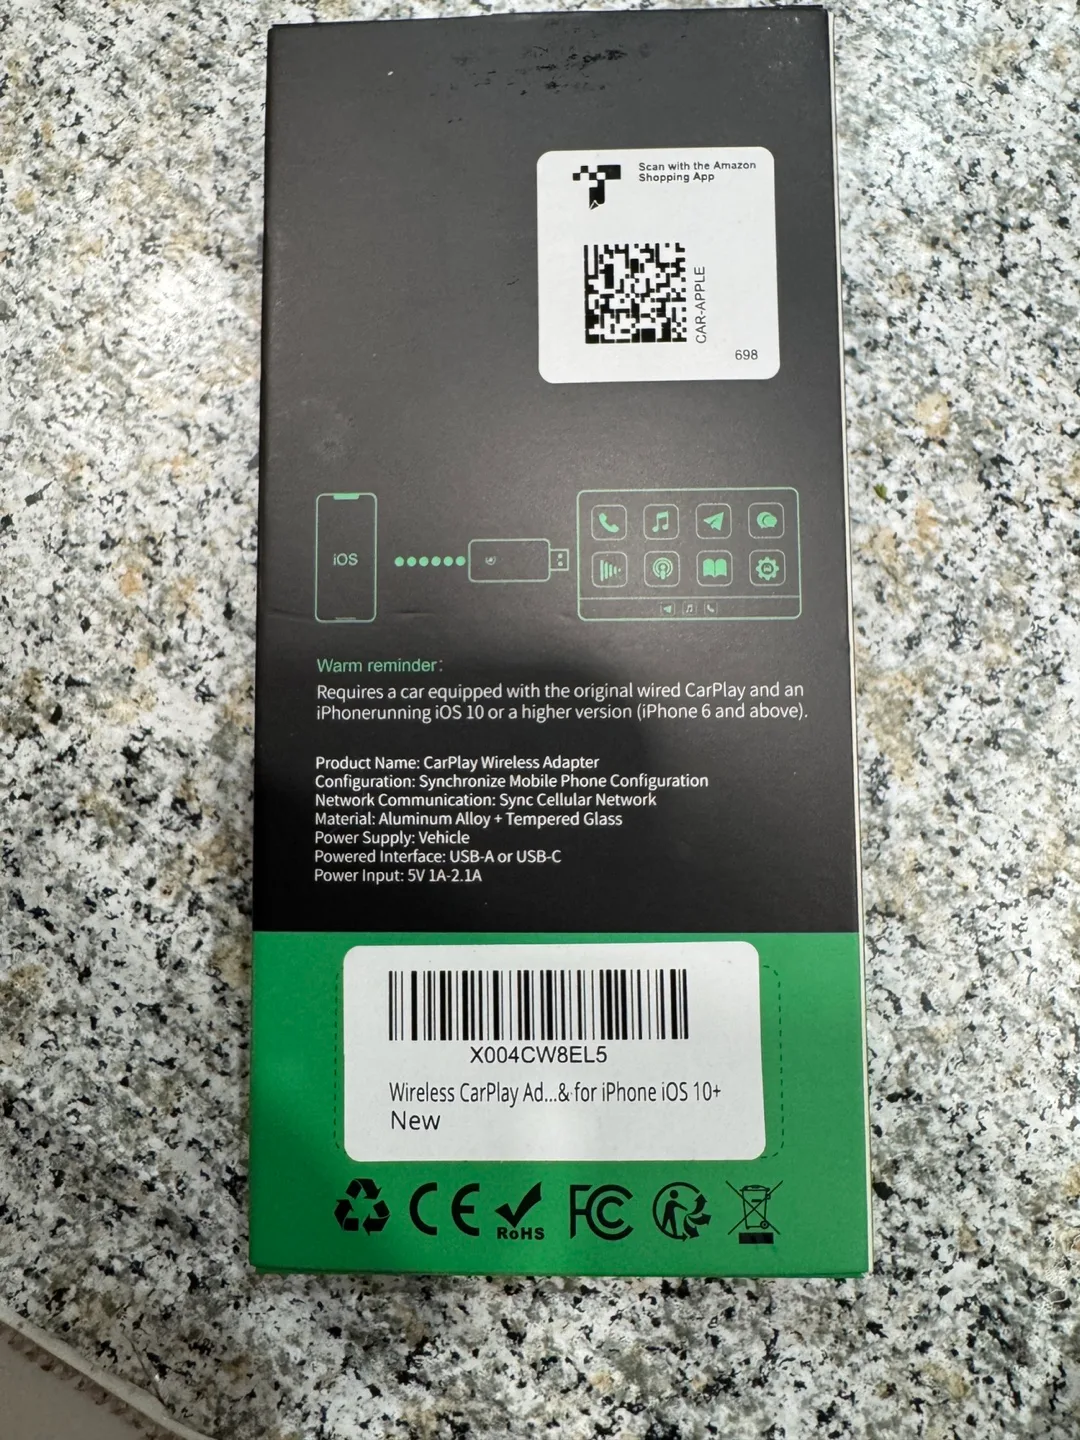 Scan with the Amazon
Shopping App
CAR-APPLE
698
iOS
Warm reminder:
Requires a car equipped with the original wired CarPlay and an
iPhonerunning iOS 10 or a higher version (iPhone 6 and above).
Product Name: CarPlay Wireless Adapter
Configuration: Synchronize Mobile Phone Configuration
Network Communication: Sync Cellular Network
Material: Aluminum Alloy + Tempered Glass
Power Supply: Vehicle
Powered Interface: USB-A or USB-C
Power Input: 5V 1A-2.1A
X004CW8EL5
Wireless CarPlay Ad...& for iPhone iOS 10+
New
CE
RoHS
FC